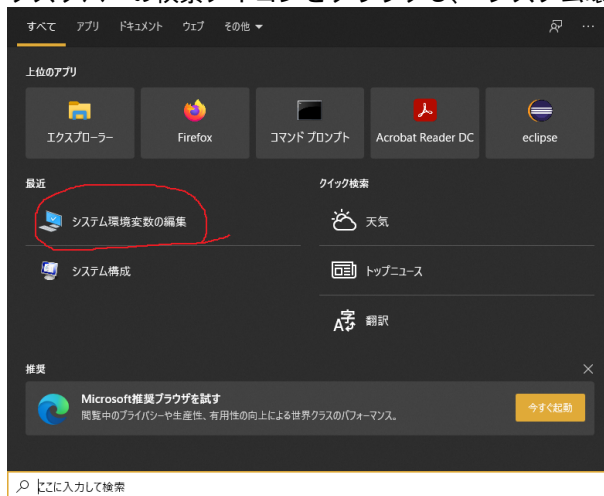 すべて アプリ ドキュメント ウェブ その他
上位のアプリ
エクスプローラー Firefox コマンド プロンプト Acrobat Reader DC eclipse
最近 クイック検索
システム環境変数の編集 天気
システム構成 トップニュース
翻訳
推奨
Microsoft推奨ブラウザを試す
閲覧中のプライバシーや生産性、有用性の向上による世界クラスのパフォーマンス。
今すぐ起動
ここに入力して検索